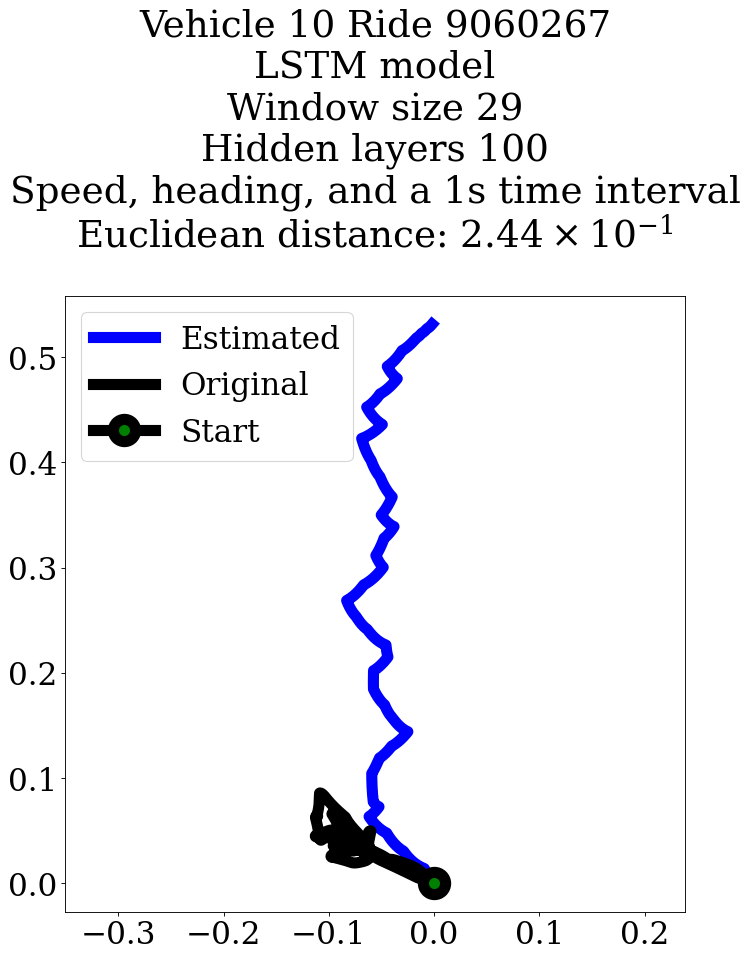 Vehicle 10 Ride 9060267
LSTM model
Window size 29
Hidden layers 100
Speed, heading, and a 1s time interval
Euclidean distance: 2.44 × 10⁻¹
Estimated
Original
Start
0.5
0.4
0.3
0.2
0.1
0.0
−0.3 −0.2 −0.1 0.0 0.1 0.2